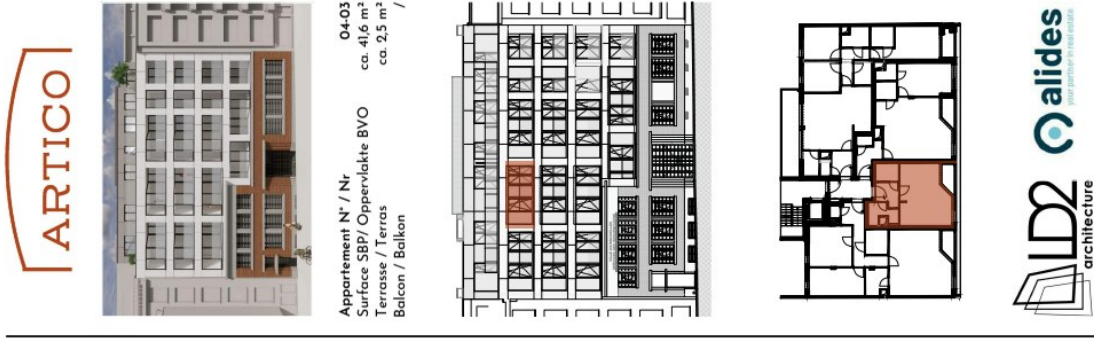 ARTICO
Appartement N° / Nr 04-03
Surface SBP/ Oppervlakte BVO ca. 41,6 m²
Terrasse / Terras ca. 2,5 m²
Balcon / Balkon /
LD2
architecture
alides
your partner in real estate